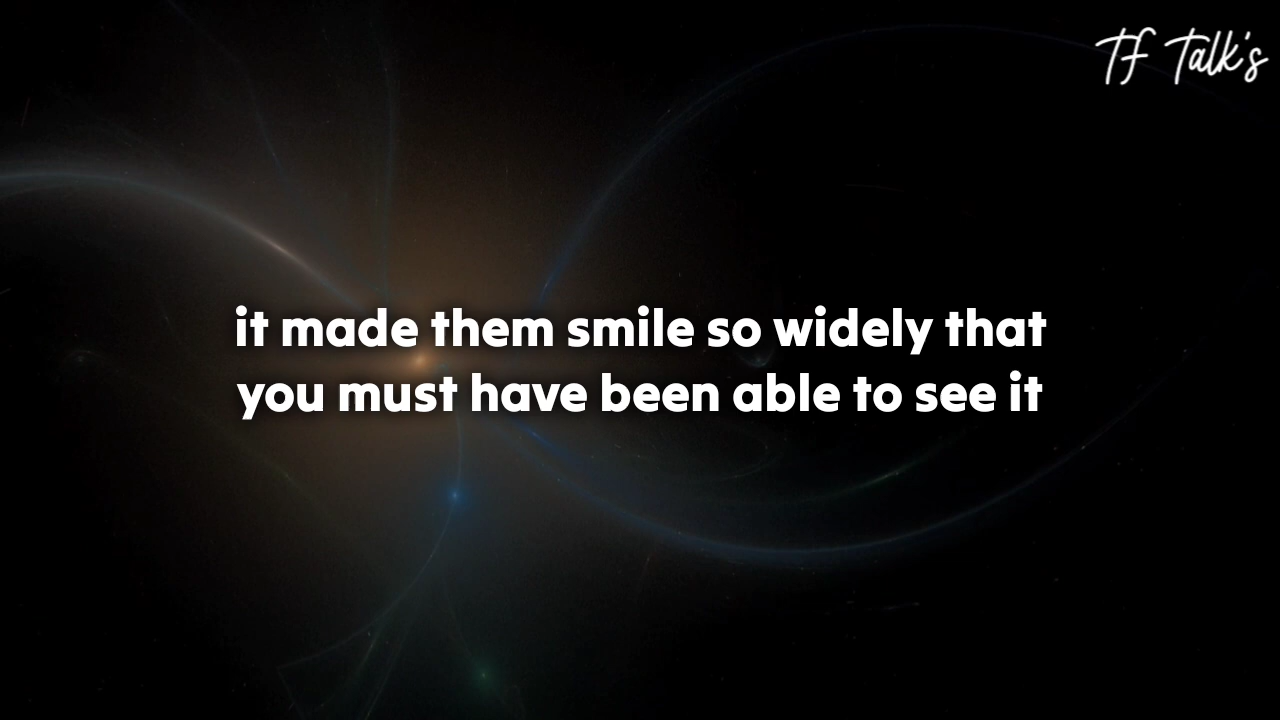 TF Talk's
it made them smile so widely that
you must have been able to see it